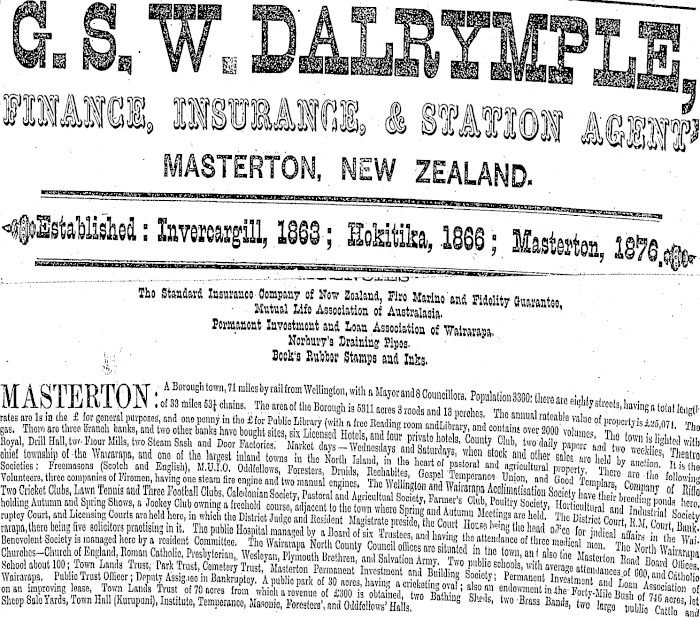 G. S. W. DALRYMPLE,
FINANCE, INSURANCE, & STATION AGENT
MASTERTON, NEW ZEALAND.
Established: Invercargill, 1863; Hokitika, 1866; Masterton, 1876.
The Standard Insurance Company of New Zealand, Fire Marine and Fidelity Guarantee,
Mutual Life Association of Australasia.
Permanent Investment and Loan Association of Wairarapa.
Norbury's Draining Pipes.
Book's Rubber Stamps and Inks.
MASTERTON: A Borough town, 71 miles by rail from Wellington, with a Mayor and 8 Councillors. Population 3300: there are eighty streets, having a total length
of 33 miles 53½ chains. The area of the Borough is 5311 acres 3 roods and 13 perches. The annual rateable value of property is £25,071. The
rates are 1s in the £ for general purposes, and one penny in the £ for Public Library (with a free Reading room and Library, and contains over 2000 volumes. The town is lighted with
gas. There are three Branch banks, and two other banks have bought sites, six Licensed Hotels, and four private hotels, County Club, two daily paper and two weeklies, Theatre
Royal, Drill Hall, two Flour Mills, two Steam Sash and Door Factories. Market days—Wednesdays and Saturdays, when stock and other sales are held by auction. It is the
chief township of the Wairarapa, and one of the largest inland towns in the North Island, in the heart of pastoral and agricultural property. There are the following
Societies: Freemasons (Scotch and English), M.U.I.O. Oddfellows, Foresters, Druids, Rechabites, Gospel Temperance Union, and Good Templars, Company of Rifle
Volunteers, three companies of Firemen, having one steam fire engine and two manual engines. The Wellington and Wairarapa Acclimatisation Society have their breeding ponds here,
Two Cricket Clubs, Lawn Tennis and Three Football Clubs, Caledonian Society, Pastoral and Agricultual Society, Farmer's Club, Poultry Society, Horticultural and Industrial Society
holding Autumn and Spring Shows, a Jockey Club owning a freehold course, adjacent to the town where Spring and Autumn Meetings are held. The District Court, R.M. Court, Bank-
ruptcy Court, and Licensing Courts are held here, in which the District Judge and Resident Magistrate preside, the Court House being the head office for judical affairs in the Wai-
rarapa, there being five solicitors practising in it. The public Hospital managed by a Board of six Trustees, and having the attendance of three medical men. The North Wairarapa
Benevolent Society is managed here by a resident Committee. The Wairarapa North County Council offices are situated in the town, and also the Masterton Road Board Offices.
Churches—Church of England, Roman Catholic, Presbyterian, Wesleyan, Plymouth Brethren, and Salvation Army. Two public schools, with average attendances of 600, and Catholic
School about 100; Town Lands Trust, Park Trust, Cemetery Trust, Masterton Permanent Investment and Building Society; Permanent Investment and Loan Association of
Wairarapa. Public Trust Officer; Deputy Assignee in Bankruptcy. A public park of 30 acres, having a cricketing oval; also an endowment in the Forty-Mile Bush of 746 acres, let
on an improving lease, Town Lands Trust of 70 acres from which a revenue of £300 is obtained, two Bathing Sheds, two Brass Bands, two large public Cattle and
Sheep Sale Yards, Town Hall (Kurupuni), Institute, Temperance, Masonic, Foresters', and Oddfellows' Halls.